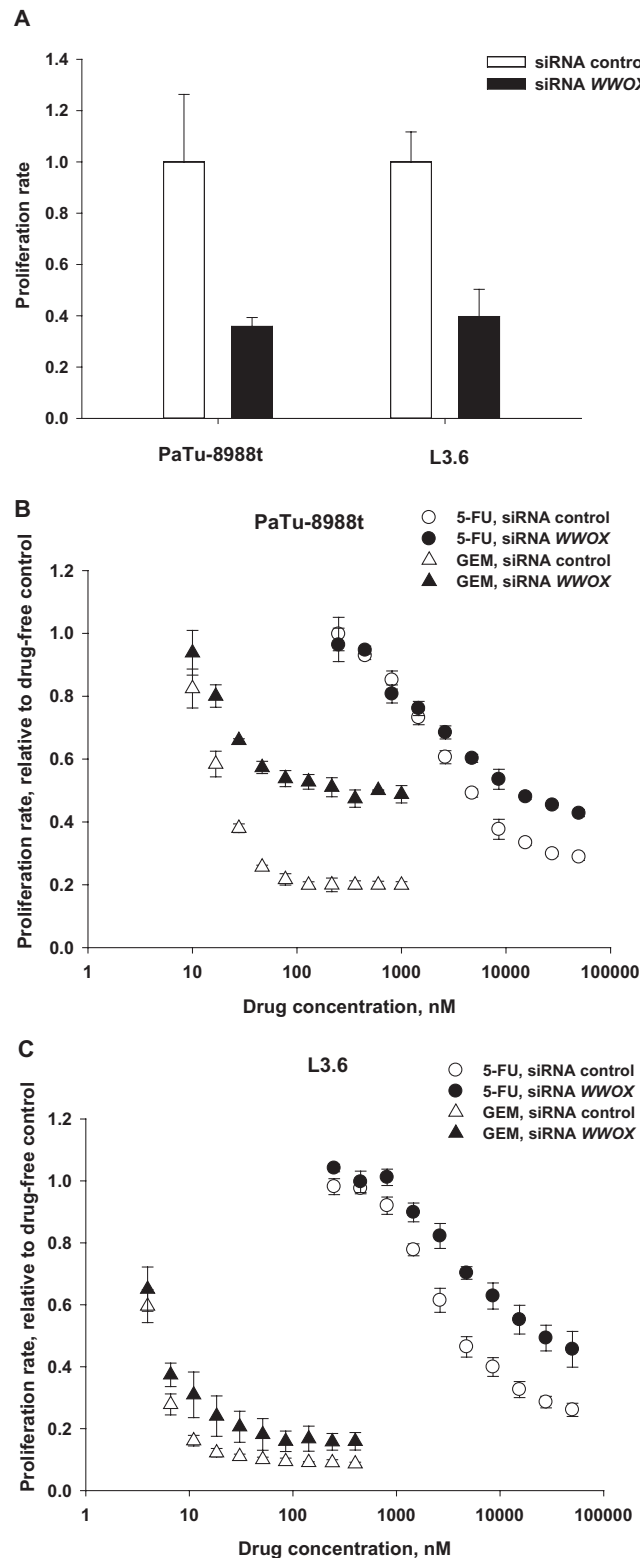 A
1.4
1.2
1.0
0.8
0.6
0.4
0.2
0.0
Proliferation rate
siRNA cont
siRNA WWOX
PaTu-8988t
L3.6
B
PaTu-8988t
5-FU, siRNA control
5-FU, siRNA WWOX
GEM, siRNA control
GEM, siRNA WWOX
1.2
1.0
0.8
0.6
0.4
0.2
0.0
Proliferation rate, relative to drug-free control
1 10 100 1000 10000 100000
Drug concentration, nM
C
L3.6
5-FU, siRNA control
5-FU, siRNA WWOX
GEM, siRNA control
GEM, siRNA WWOX
1.2
1.0
0.8
0.6
0.4
0.2
0.0
Proliferation rate, relative to drug-free control
1 10 100 1000 10000 100000
Drug concentration, nM